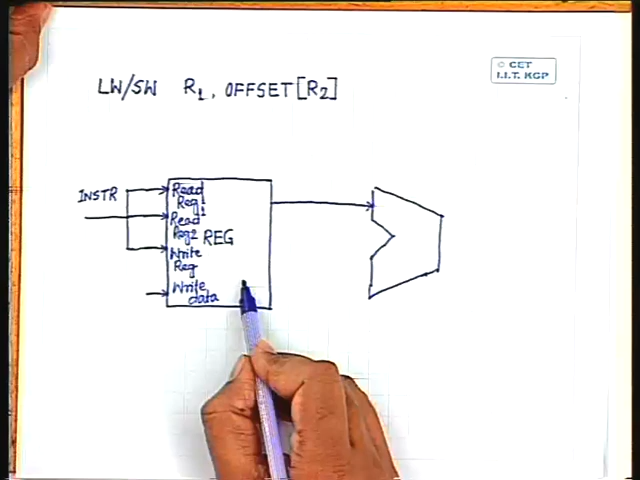 LW/SW R1, OFFSET[R2]
© CET
I.I.T. KGP
INSTR
Read
Reg1
Read
Reg2
REG
Write
Reg
Write
data